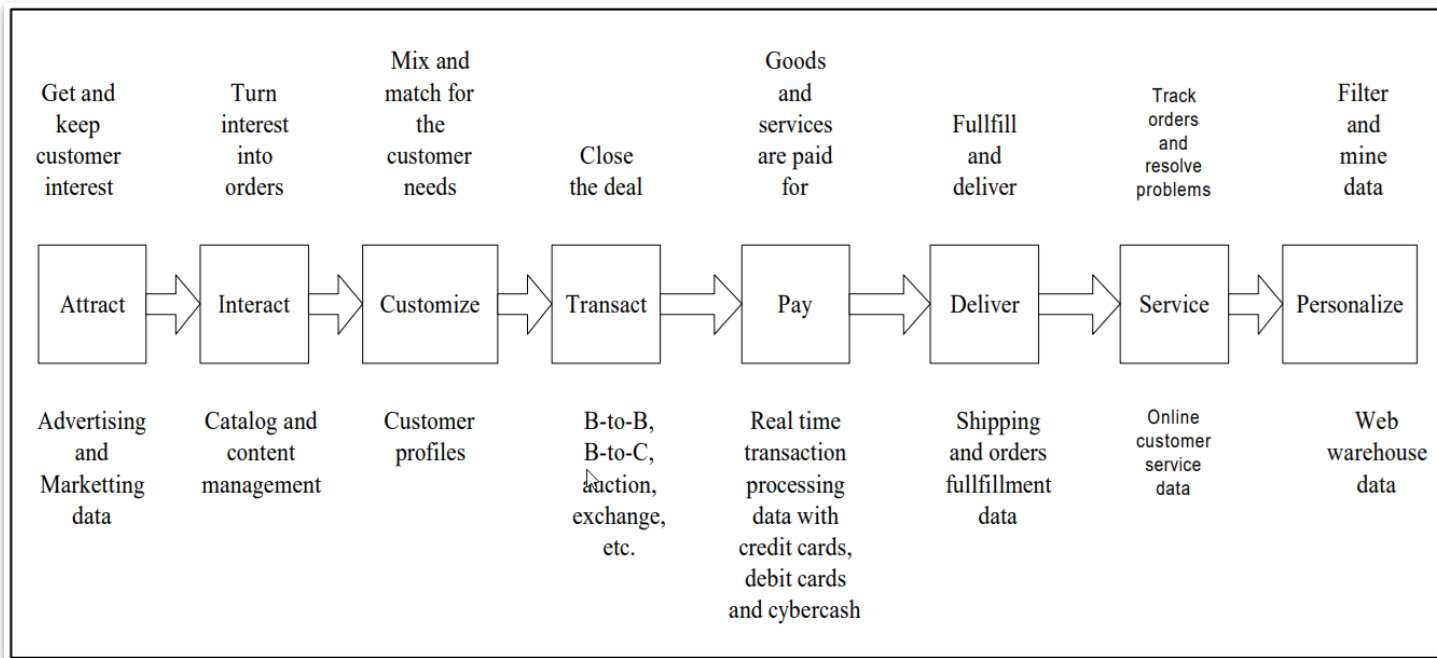 Get and
keep
customer
interest
Turn
interest
into
orders
Mix and
match for
the
customer
needs
Close
the deal
Goods
and
services
are paid
for
Fullfill
and
deliver
Track
orders
and
resolve
problems
Filter
and
mine
data
Attract
Interact
Customize
Transact
Pay
Deliver
Service
Personalize
Advertising
and
Marketting
data
Catalog and
content
management
Customer
profiles
B-to-B,
B-to-C,
auction,
exchange,
etc.
Real time
transaction
processing
data with
credit cards,
debit cards
and cybercash
Shipping
and orders
fullfillment
data
Online
customer
service
data
Web
warehouse
data